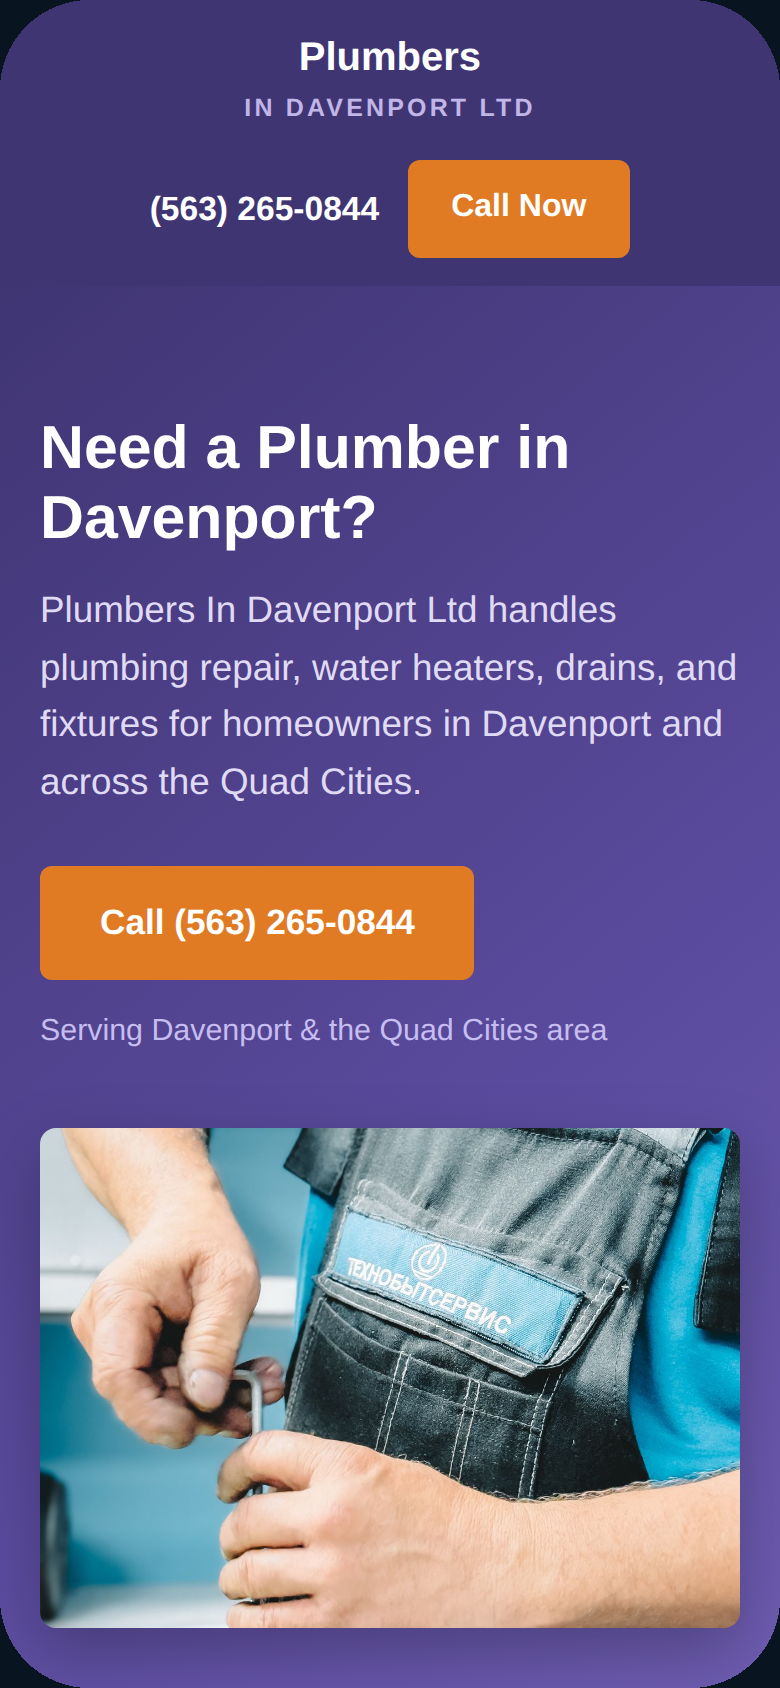 Plumbers
IN DAVENPORT LTD
(563) 265-0844
Call Now
Need a Plumber in
Davenport?
Plumbers In Davenport Ltd handles
plumbing repair, water heaters, drains, and
fixtures for homeowners in Davenport and
across the Quad Cities.
Call (563) 265-0844
Serving Davenport & the Quad Cities area
ТЕХНОБЫТСЕРВИС